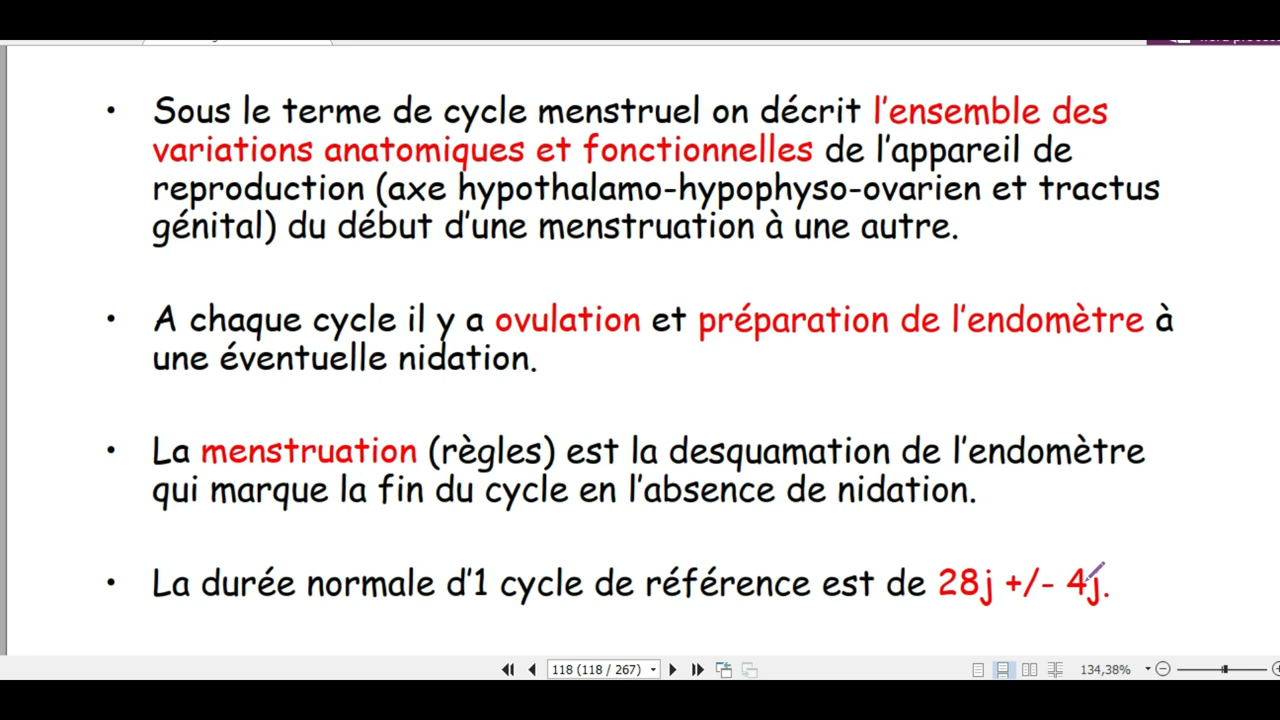 • Sous le terme de cycle menstruel on décrit l'ensemble des
variations anatomiques et fonctionnelles de l'appareil de
reproduction (axe hypothalamo-hypophyso-ovarien et tractus
génital) du début d'une menstruation à une autre.
• A chaque cycle il y a ovulation et préparation de l'endomètre à
une éventuelle nidation.
• La menstruation (règles) est la desquamation de l'endomètre
qui marque la fin du cycle en l'absence de nidation.
• La durée normale d'1 cycle de référence est de 28j +/- 4j.
118 (118 / 267)
134,38%